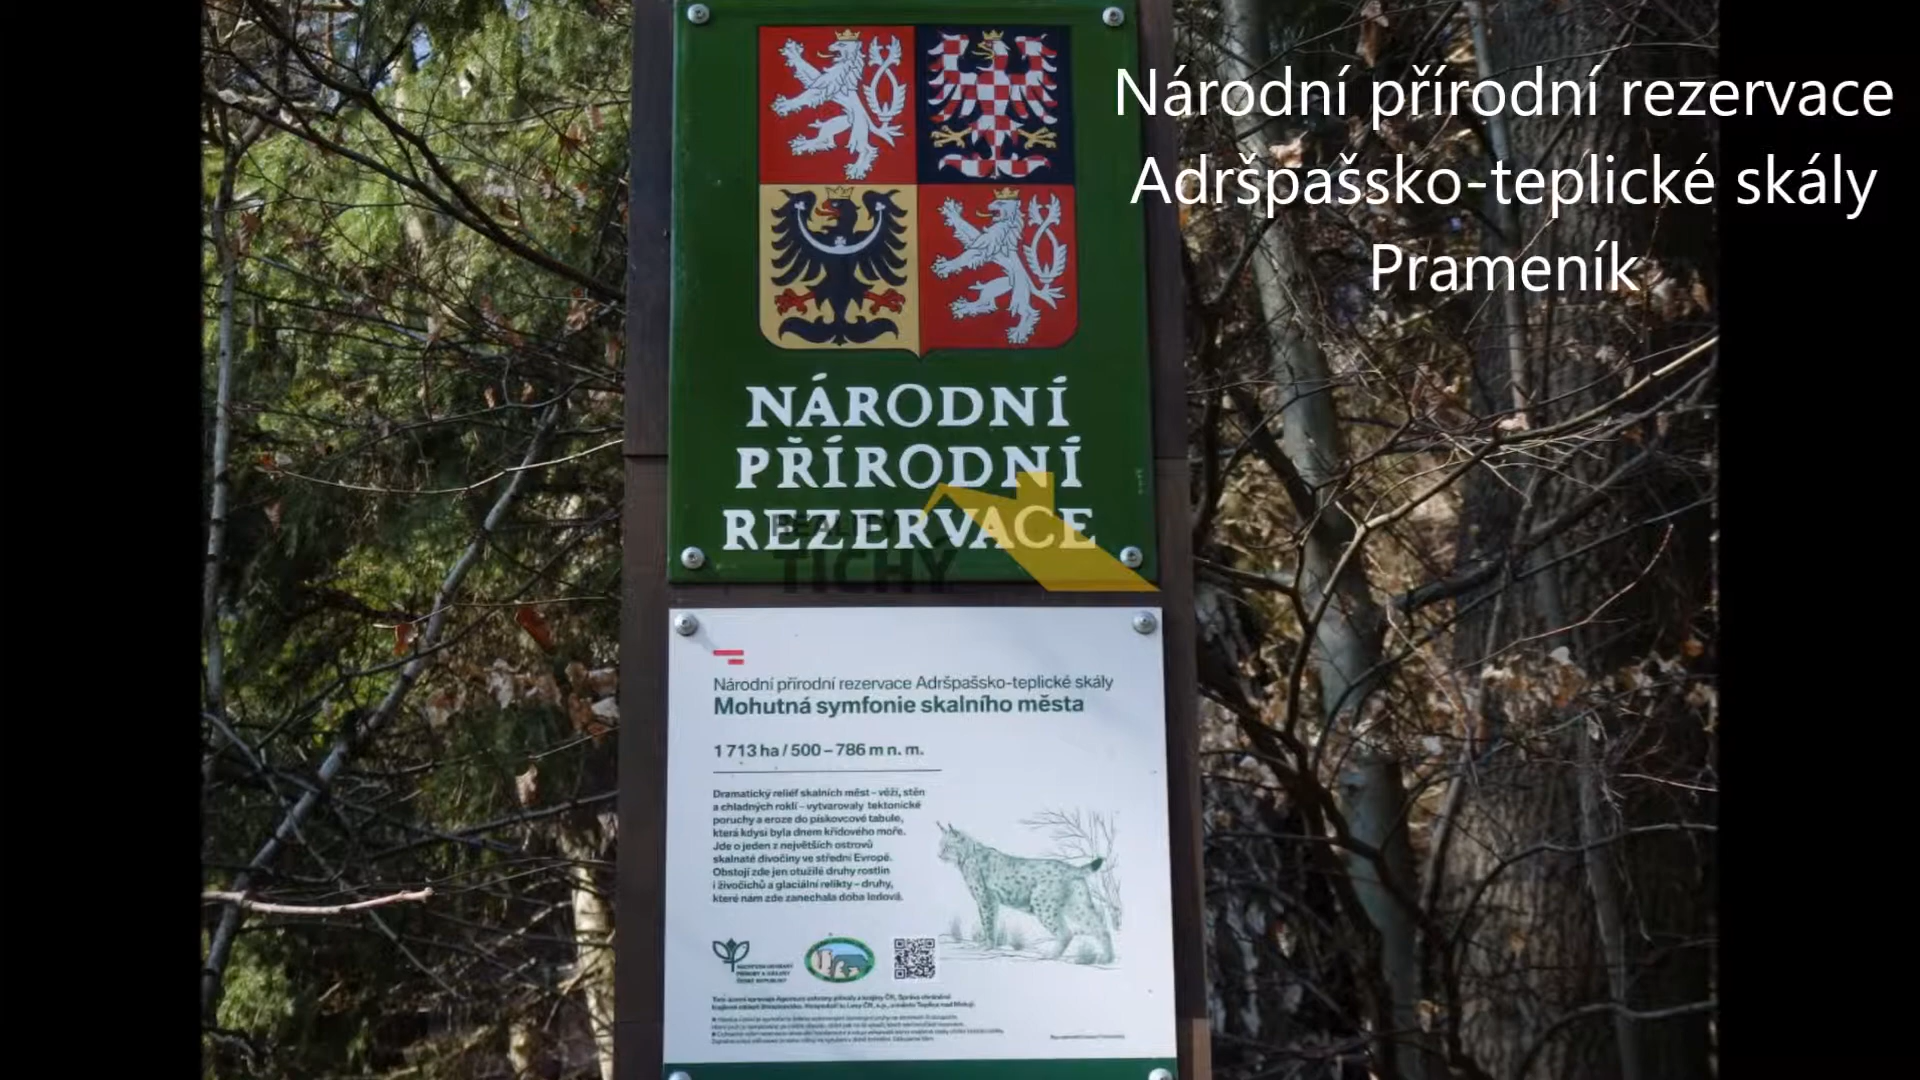 Národní přírodní rezervace
Adršpašsko-teplické skály
Prameník
NÁRODNÍ
PŘÍRODNÍ
REZERVACE
REALITY
TICHÝ
Národní přírodní rezervace Adršpašsko-teplické skály
Mohutná symfonie skalního města
1 713 ha / 500 – 786 m n. m.
Dramatický reliéf skalních měst – věží, stěn
a chladných roklí – vytvarovaly tektonické
poruchy a eroze do pískovcové tabule,
která kdysi byla dnem křídového moře.
Jde o jeden z největších ostrovů
skalnaté divočiny ve střední Evropě.
Obstojí zde jen otužilé druhy rostlin
i živočichů a glaciální relikty – druhy,
které nám zde zanechala doba ledová.